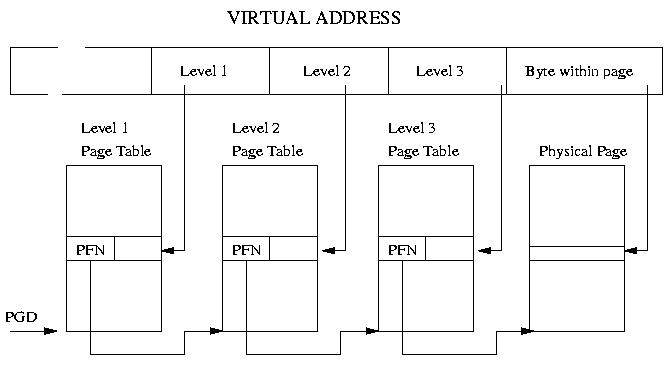 VIRTUAL ADDRESS
Level 1 Level 2 Level 3 Byte within page
Level 1 Level 2 Level 3
Page Table Page Table Page Table Physical Page
PFN PFN PFN
PGD